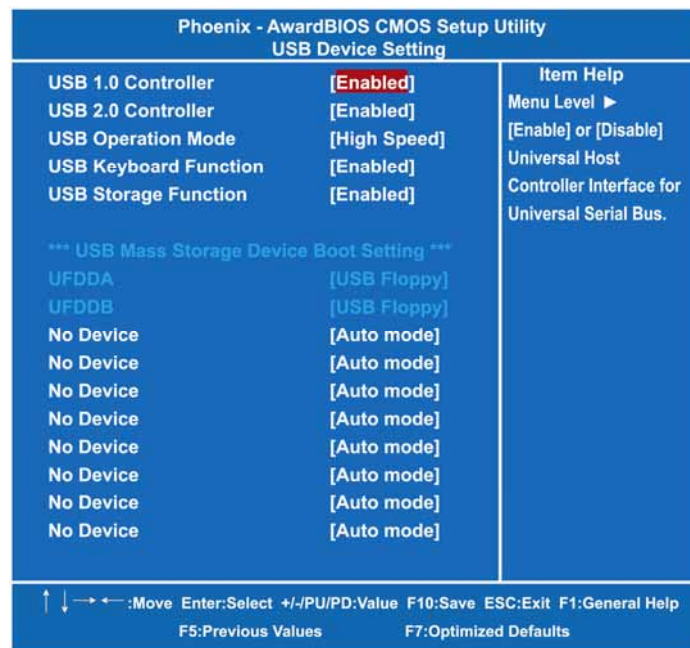 Phoenix - AwardBIOS CMOS Setup Utility
USB Device Setting
USB 1.0 Controller [Enabled]
USB 2.0 Controller [Enabled]
USB Operation Mode [High Speed]
USB Keyboard Function [Enabled]
USB Storage Function [Enabled]
*** USB Mass Storage Device Boot Setting ***
UFDDA [USB Floppy]
UFDDB [USB Floppy]
No Device [Auto mode]
No Device [Auto mode]
No Device [Auto mode]
No Device [Auto mode]
No Device [Auto mode]
No Device [Auto mode]
No Device [Auto mode]
No Device [Auto mode]
Item Help
Menu Level ►
[Enable] or [Disable]
Universal Host
Controller Interface for
Universal Serial Bus.
↑ ↓ → ← :Move Enter:Select +/-/PU/PD:Value F10:Save ESC:Exit F1:General Help
F5:Previous Values F7:Optimized Defaults